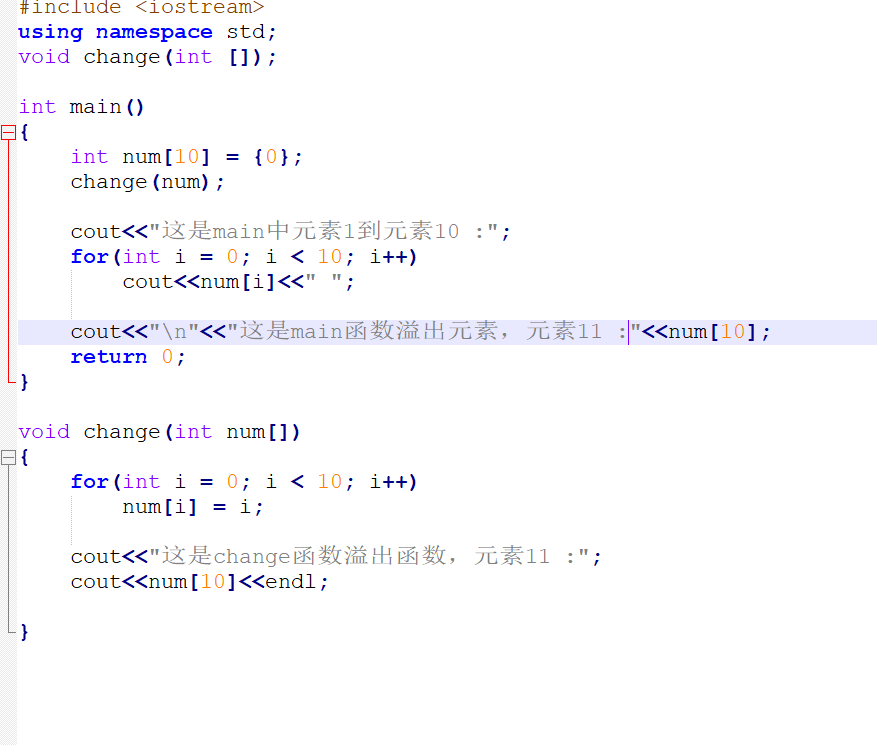 #include <iostream>
using namespace std;
void change(int []);
int main()
{
int num[10] = {0};
change(num);
cout<<"这是main中元素1到元素10 :";
for(int i = 0; i < 10; i++)
cout<<num[i]<<" ";
cout<<"\n"<<"这是main函数溢出元素，元素11 :"<<num[10];
return 0;
}
void change(int num[])
{
for(int i = 0; i < 10; i++)
num[i] = i;
cout<<"这是change函数溢出函数，元素11 :";
cout<<num[10]<<endl;
}